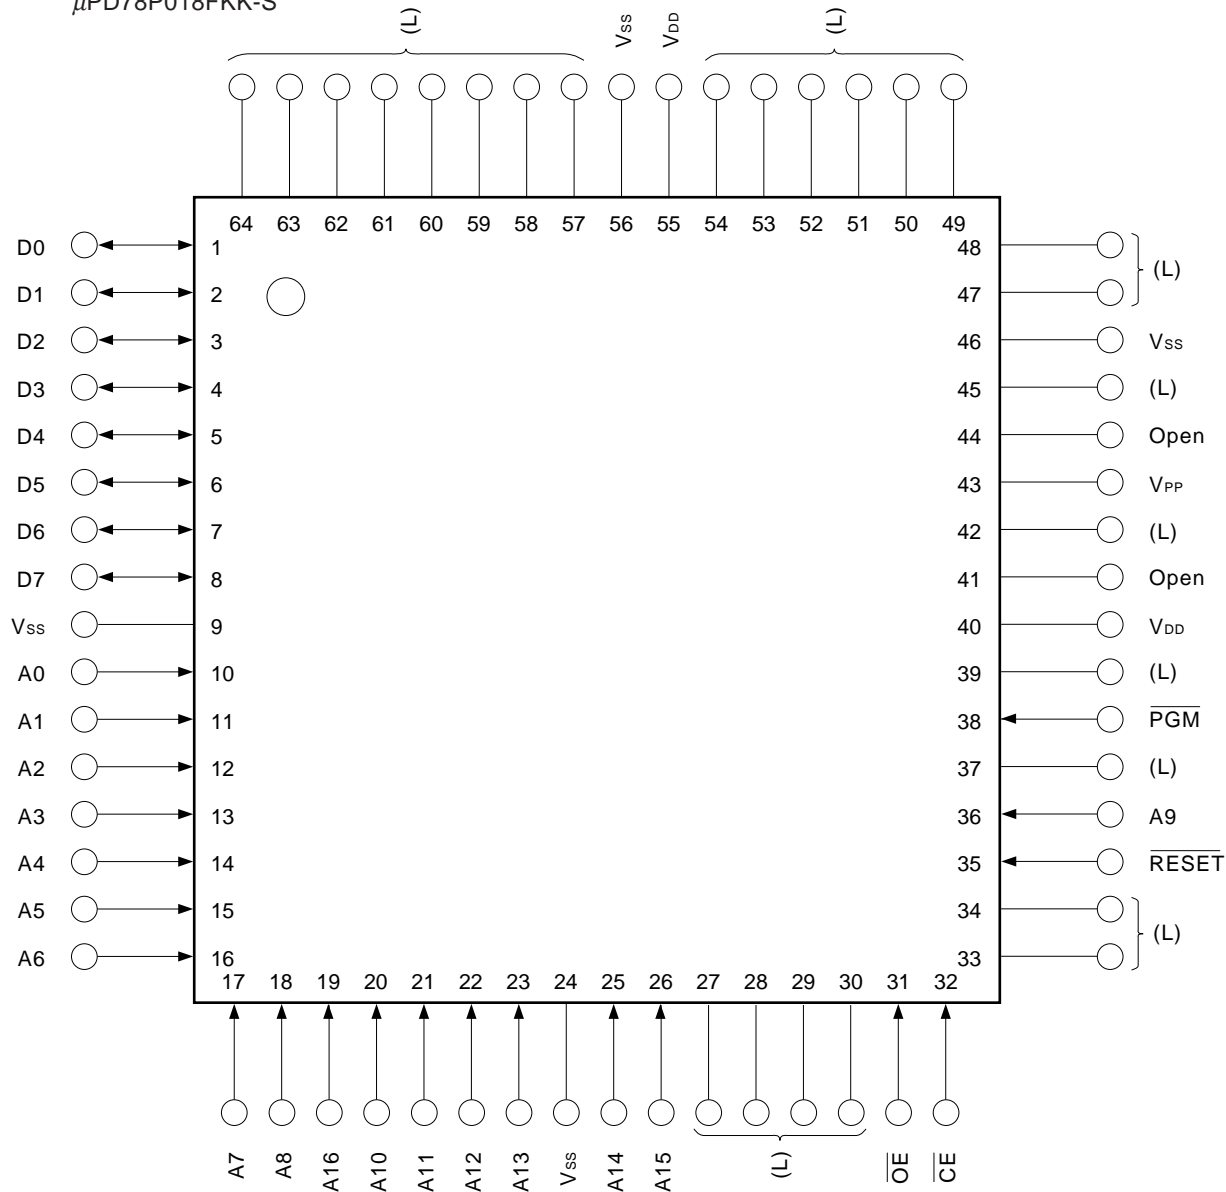 μPD78P018FKK-S
(L) VSS VDD (L)
64 63 62 61 60 59 58 57 56 55 54 53 52 51 50 49
D0 1 48
(L)
D1 2 47
D2 3 46 VSS
D3 4 45 (L)
D4 5 44 Open
D5 6 43 VPP
D6 7 42 (L)
D7 8 41 Open
VSS 9 40 VDD
A0 10 39 (L)
A1 11 38 PGM
A2 12 37 (L)
A3 13 36 A9
A4 14 35 RESET
A5 15 34
(L)
A6 16 33
17 18 19 20 21 22 23 24 25 26 27 28 29 30 31 32
A7 A8 A16 A10 A11 A12 A13 VSS A14 A15 (L) OE CE